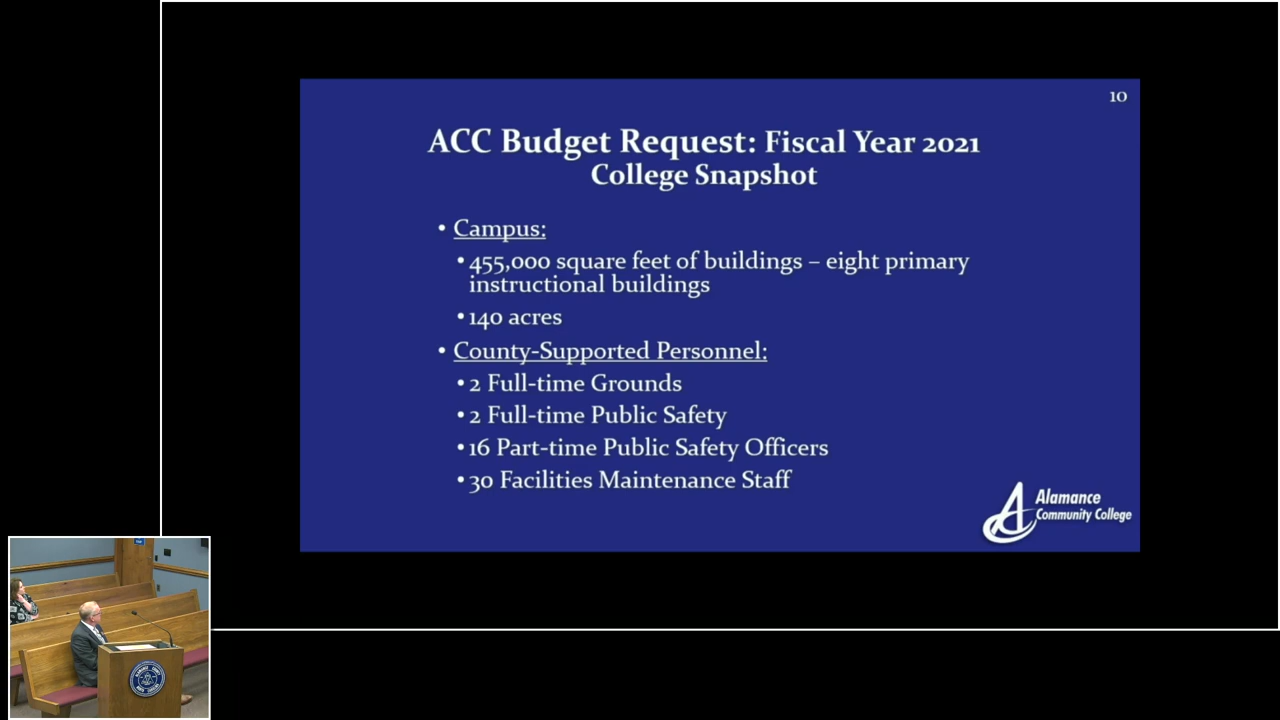 10
ACC Budget Request: Fiscal Year 2021
College Snapshot
• Campus:
• 455,000 square feet of buildings – eight primary
instructional buildings
• 140 acres
• County-Supported Personnel:
• 2 Full-time Grounds
• 2 Full-time Public Safety
• 16 Part-time Public Safety Officers
• 30 Facilities Maintenance Staff
Alamance
Community College